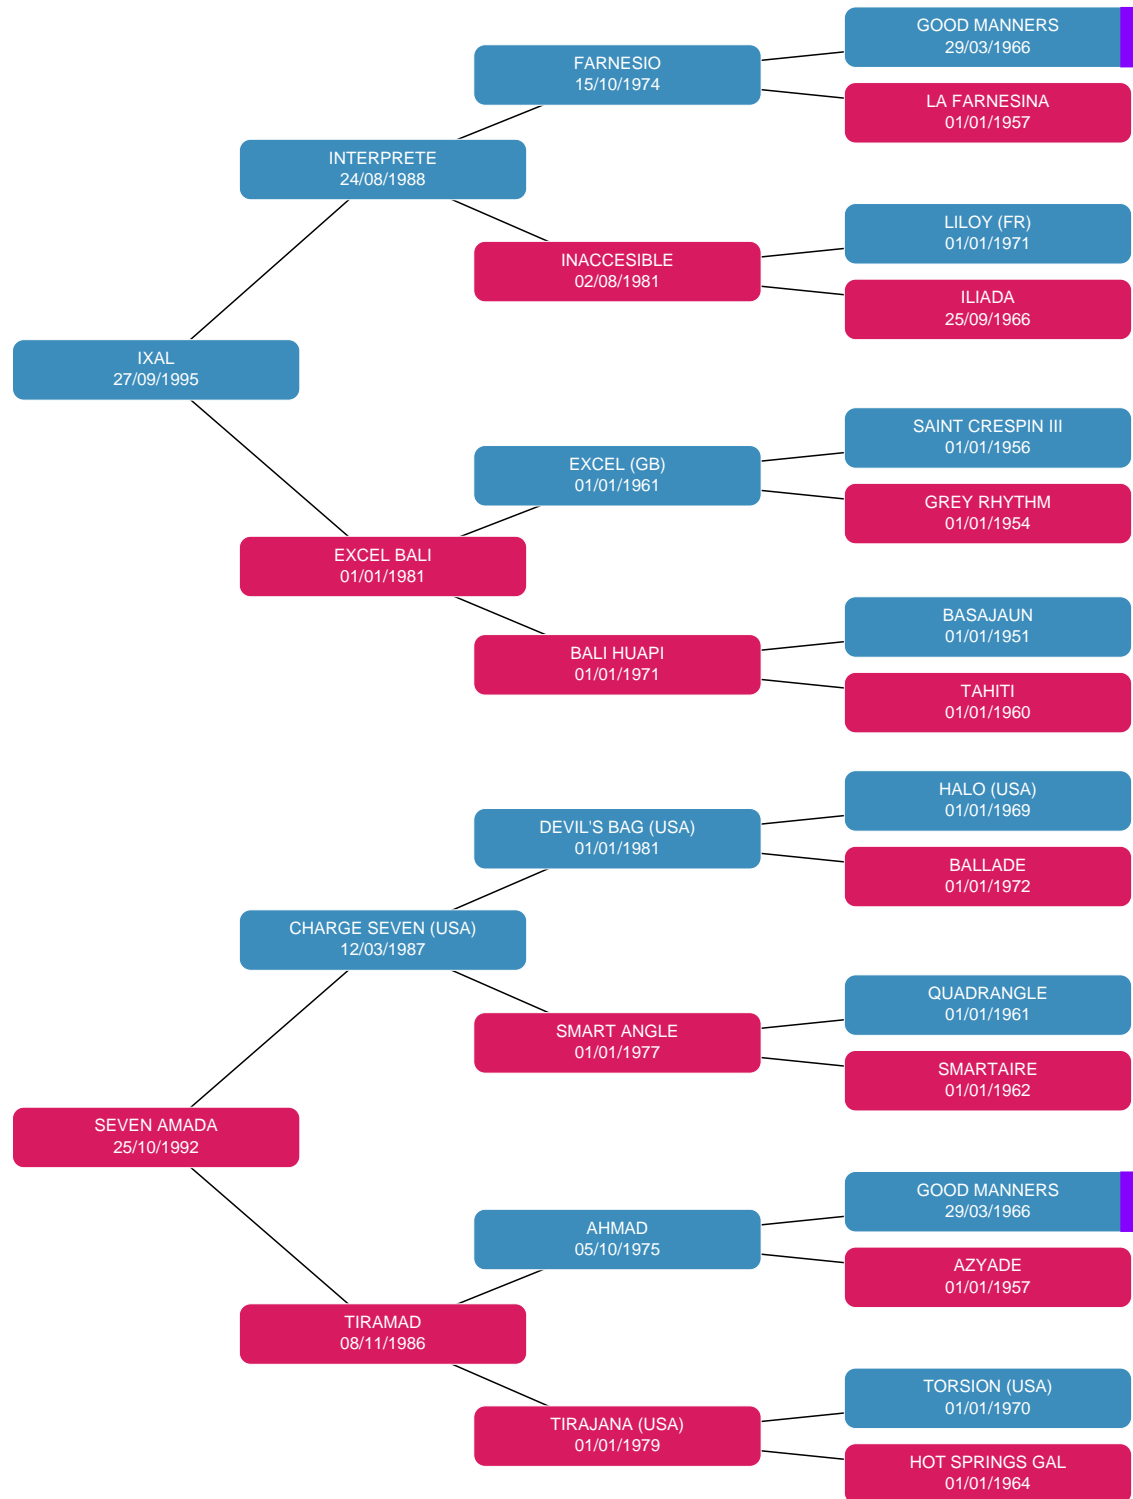 GOOD MANNERS
29/03/1966
FARNESIO
15/10/1974
LA FARNESINA
01/01/1957
INTERPRETE
24/08/1988
LILOY (FR)
01/01/1971
INACCESIBLE
02/08/1981
ILIADA
25/09/1966
IXAL
27/09/1995
SAINT CRESPIN III
01/01/1956
EXCEL (GB)
01/01/1961
GREY RHYTHM
01/01/1954
EXCEL BALI
01/01/1981
BASAJAUN
01/01/1951
BALI HUAPI
01/01/1971
TAHITI
01/01/1960
HALO (USA)
01/01/1969
DEVIL'S BAG (USA)
01/01/1981
BALLADE
01/01/1972
CHARGE SEVEN (USA)
12/03/1987
QUADRANGLE
01/01/1961
SMART ANGLE
01/01/1977
SMARTAIRE
01/01/1962
SEVEN AMADA
25/10/1992
GOOD MANNERS
29/03/1966
AHMAD
05/10/1975
AZYADE
01/01/1957
TIRAMAD
08/11/1986
TORSION (USA)
01/01/1970
TIRAJANA (USA)
01/01/1979
HOT SPRINGS GAL
01/01/1964